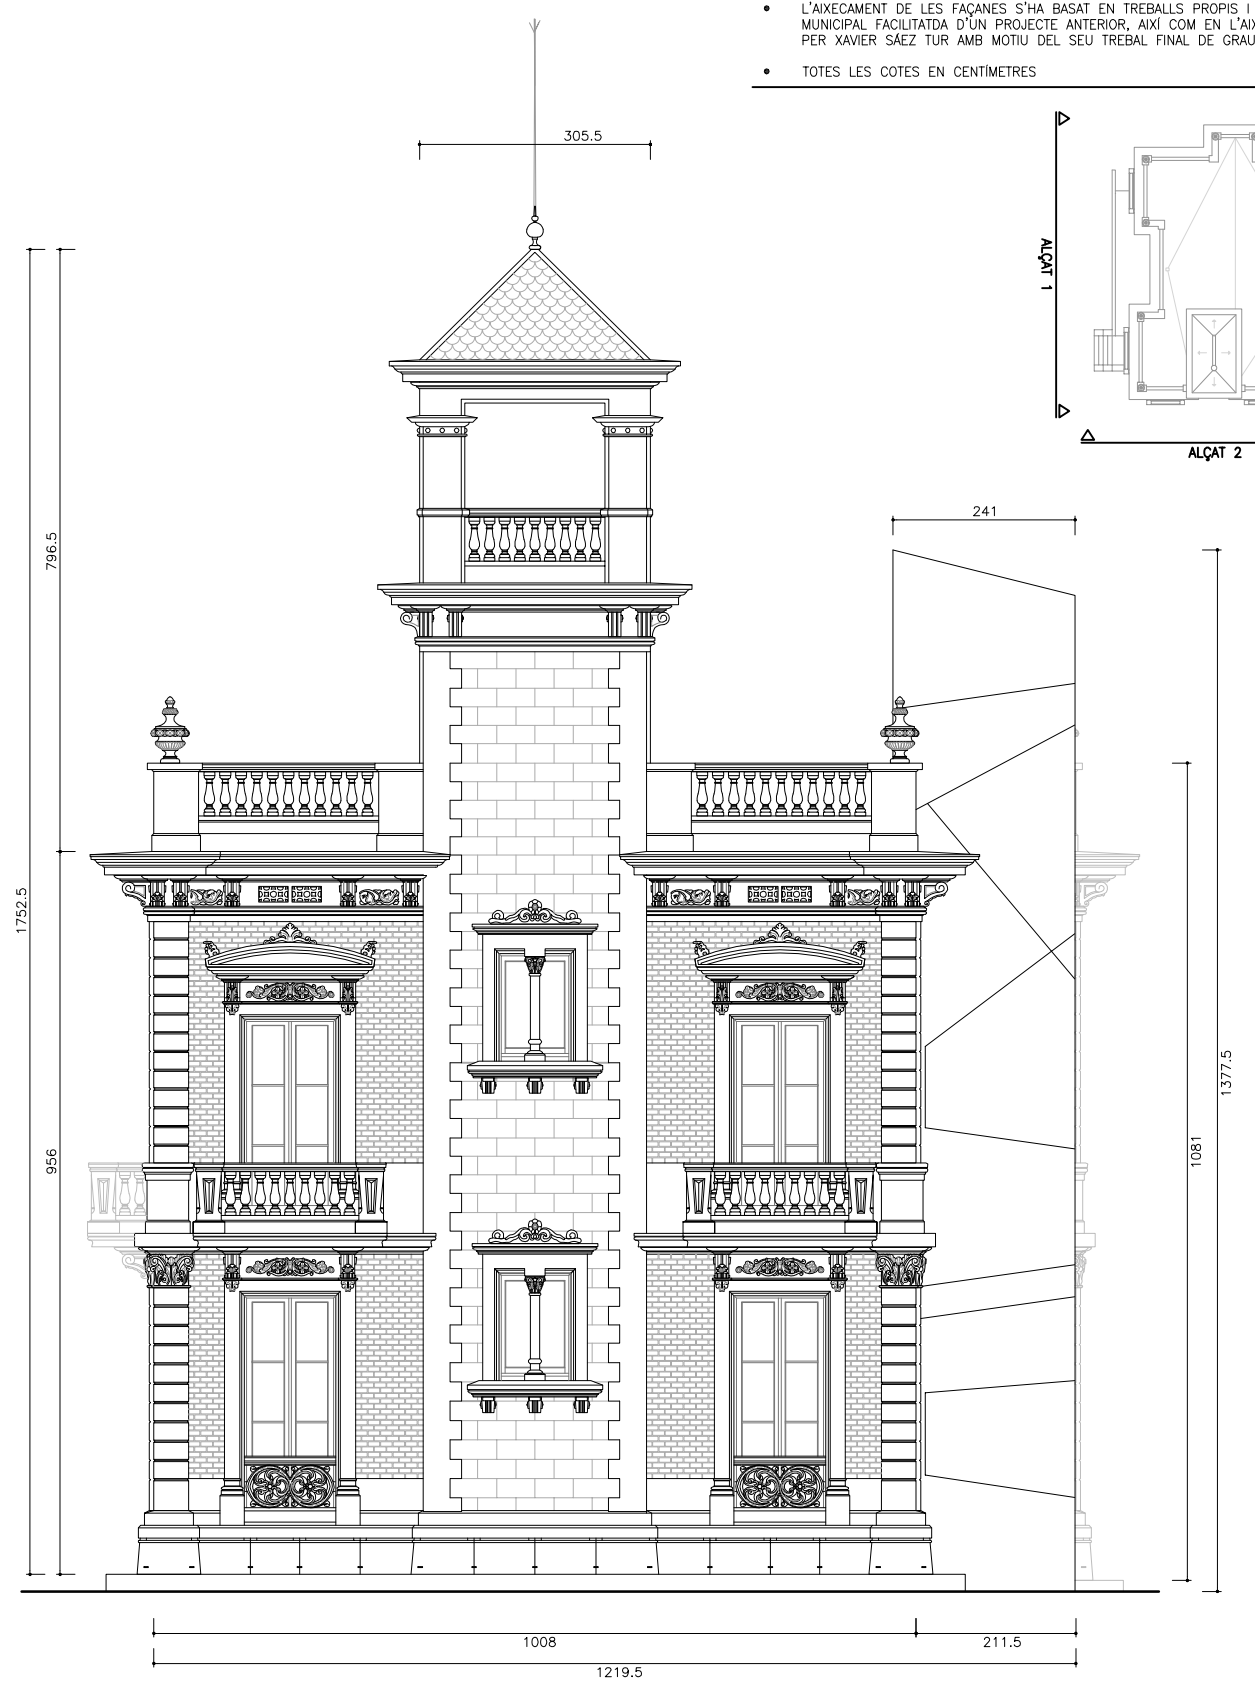 • L'AIXECAMENT DE LES FAÇANES S'HA BASAT EN TREBALLS PROPIS I
MUNICIPAL FACILITATDA D'UN PROJECTE ANTERIOR, AIXÍ COM EN L'AIX
PER XAVIER SÁEZ TUR AMB MOTIU DEL SEU TREBAL FINAL DE GRAU
• TOTES LES COTES EN CENTÍMETRES
305.5
ALÇAT 1
ALÇAT 2
241
796.5
1752.5
956
1377.5
1081
1008
211.5
1219.5